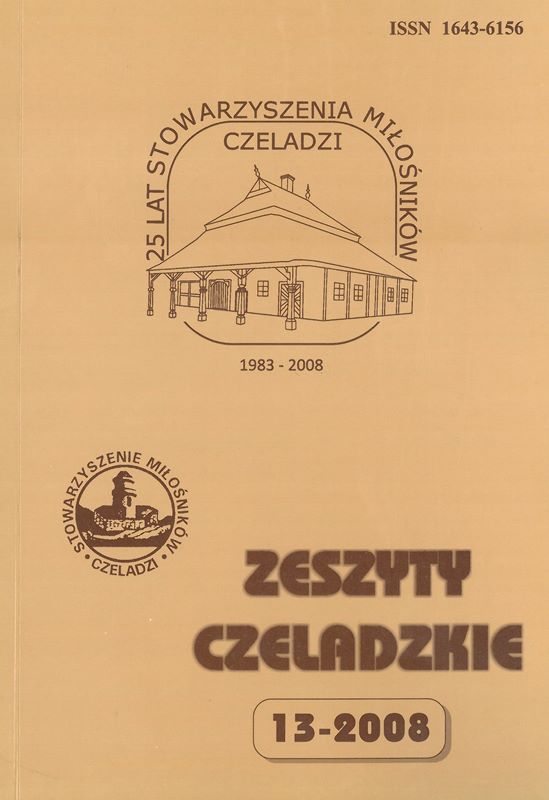 ISSN 1643-6156
25 LAT STOWARZYSZENIA MIŁOŚNIKÓW
CZELADZI
1983 - 2008
STOWARZYSZENIE MIŁOŚNIKÓW
• CZELADZI •
ZESZYTY
CZELADZKIE
13-2008